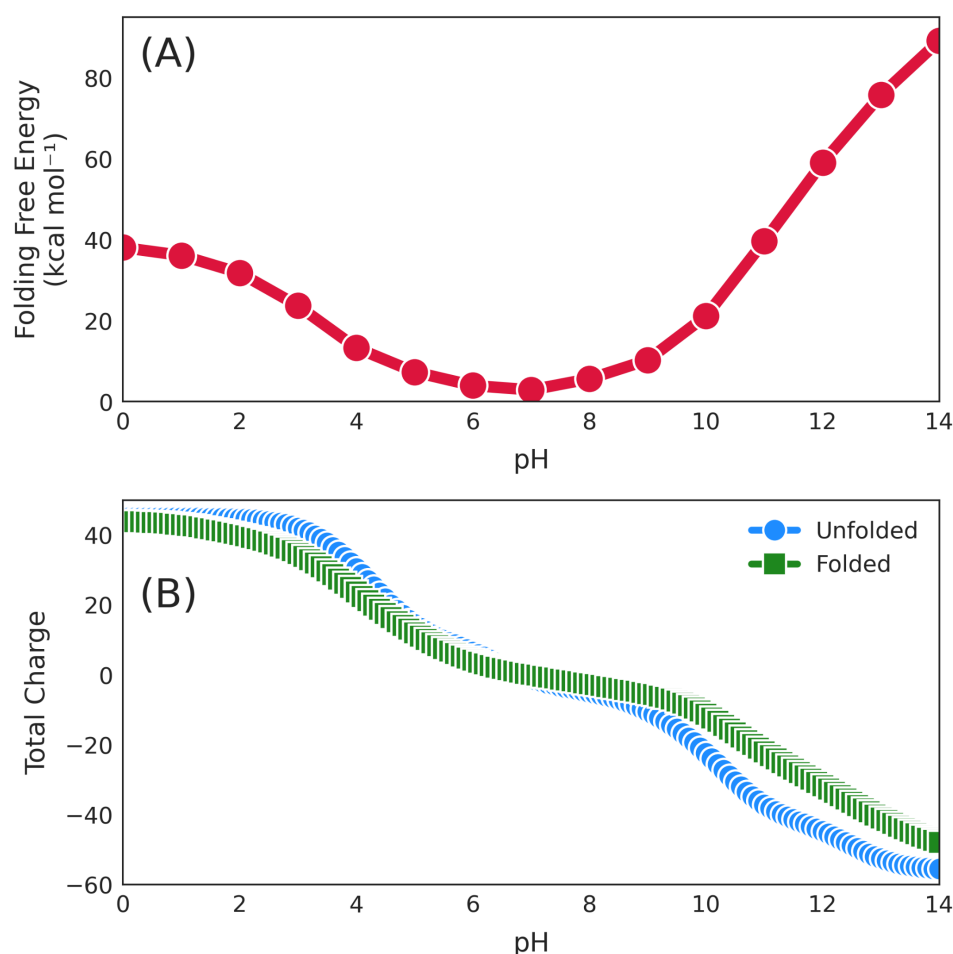 (A)
Folding Free Energy
(kcal mol⁻¹)
80
60
40
20
0
0 2 4 6 8 10 12 14
pH
(B)
Unfolded
Folded
Total Charge
40
20
0
−20
−40
−60
0 2 4 6 8 10 12 14
pH